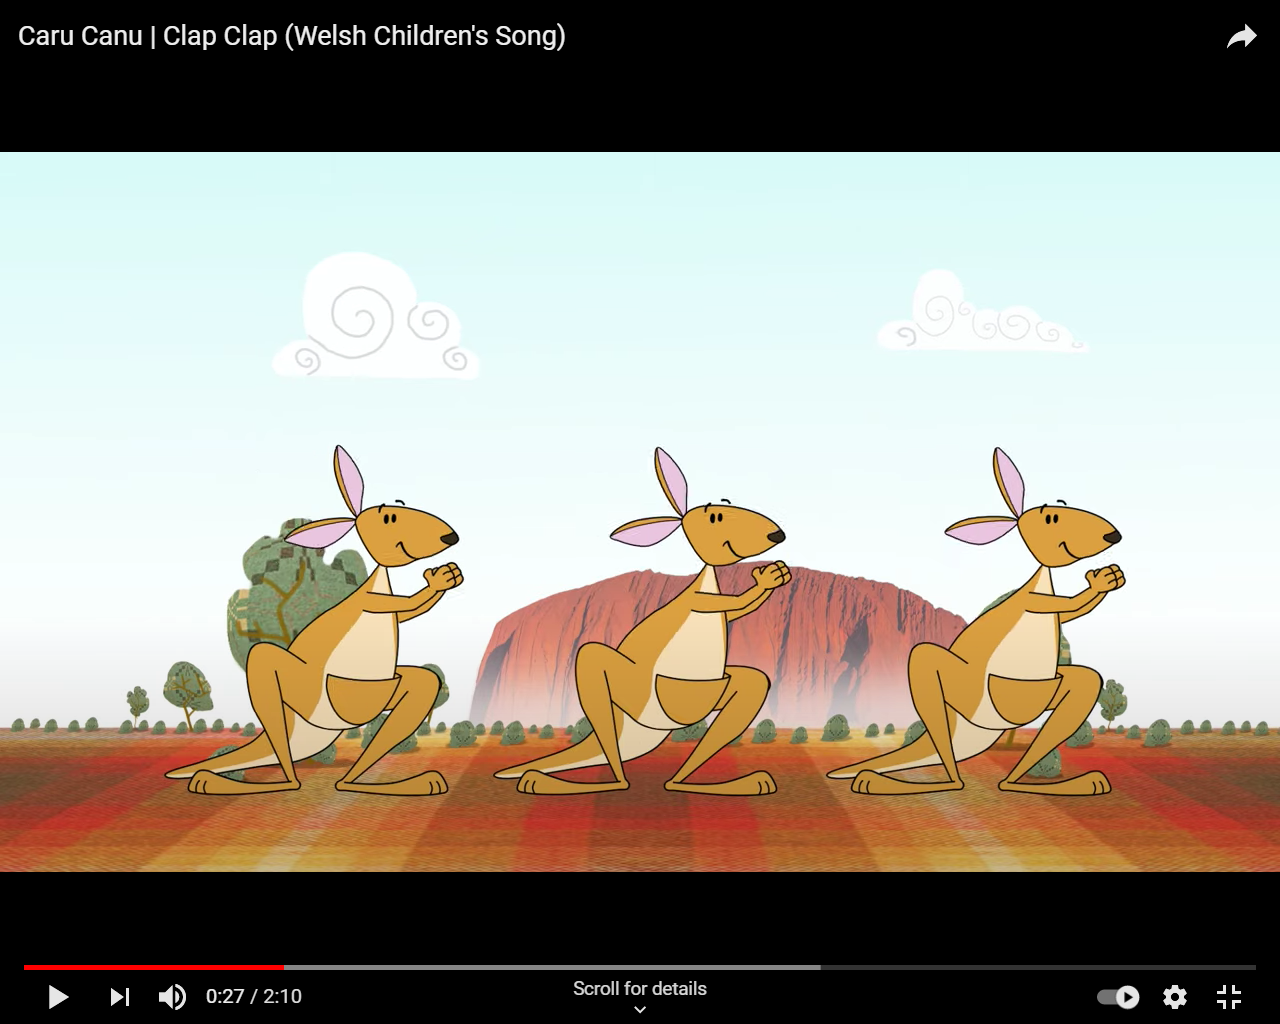 Caru Canu | Clap Clap (Welsh Children's Song)
Scroll for details
0:27 / 2:10